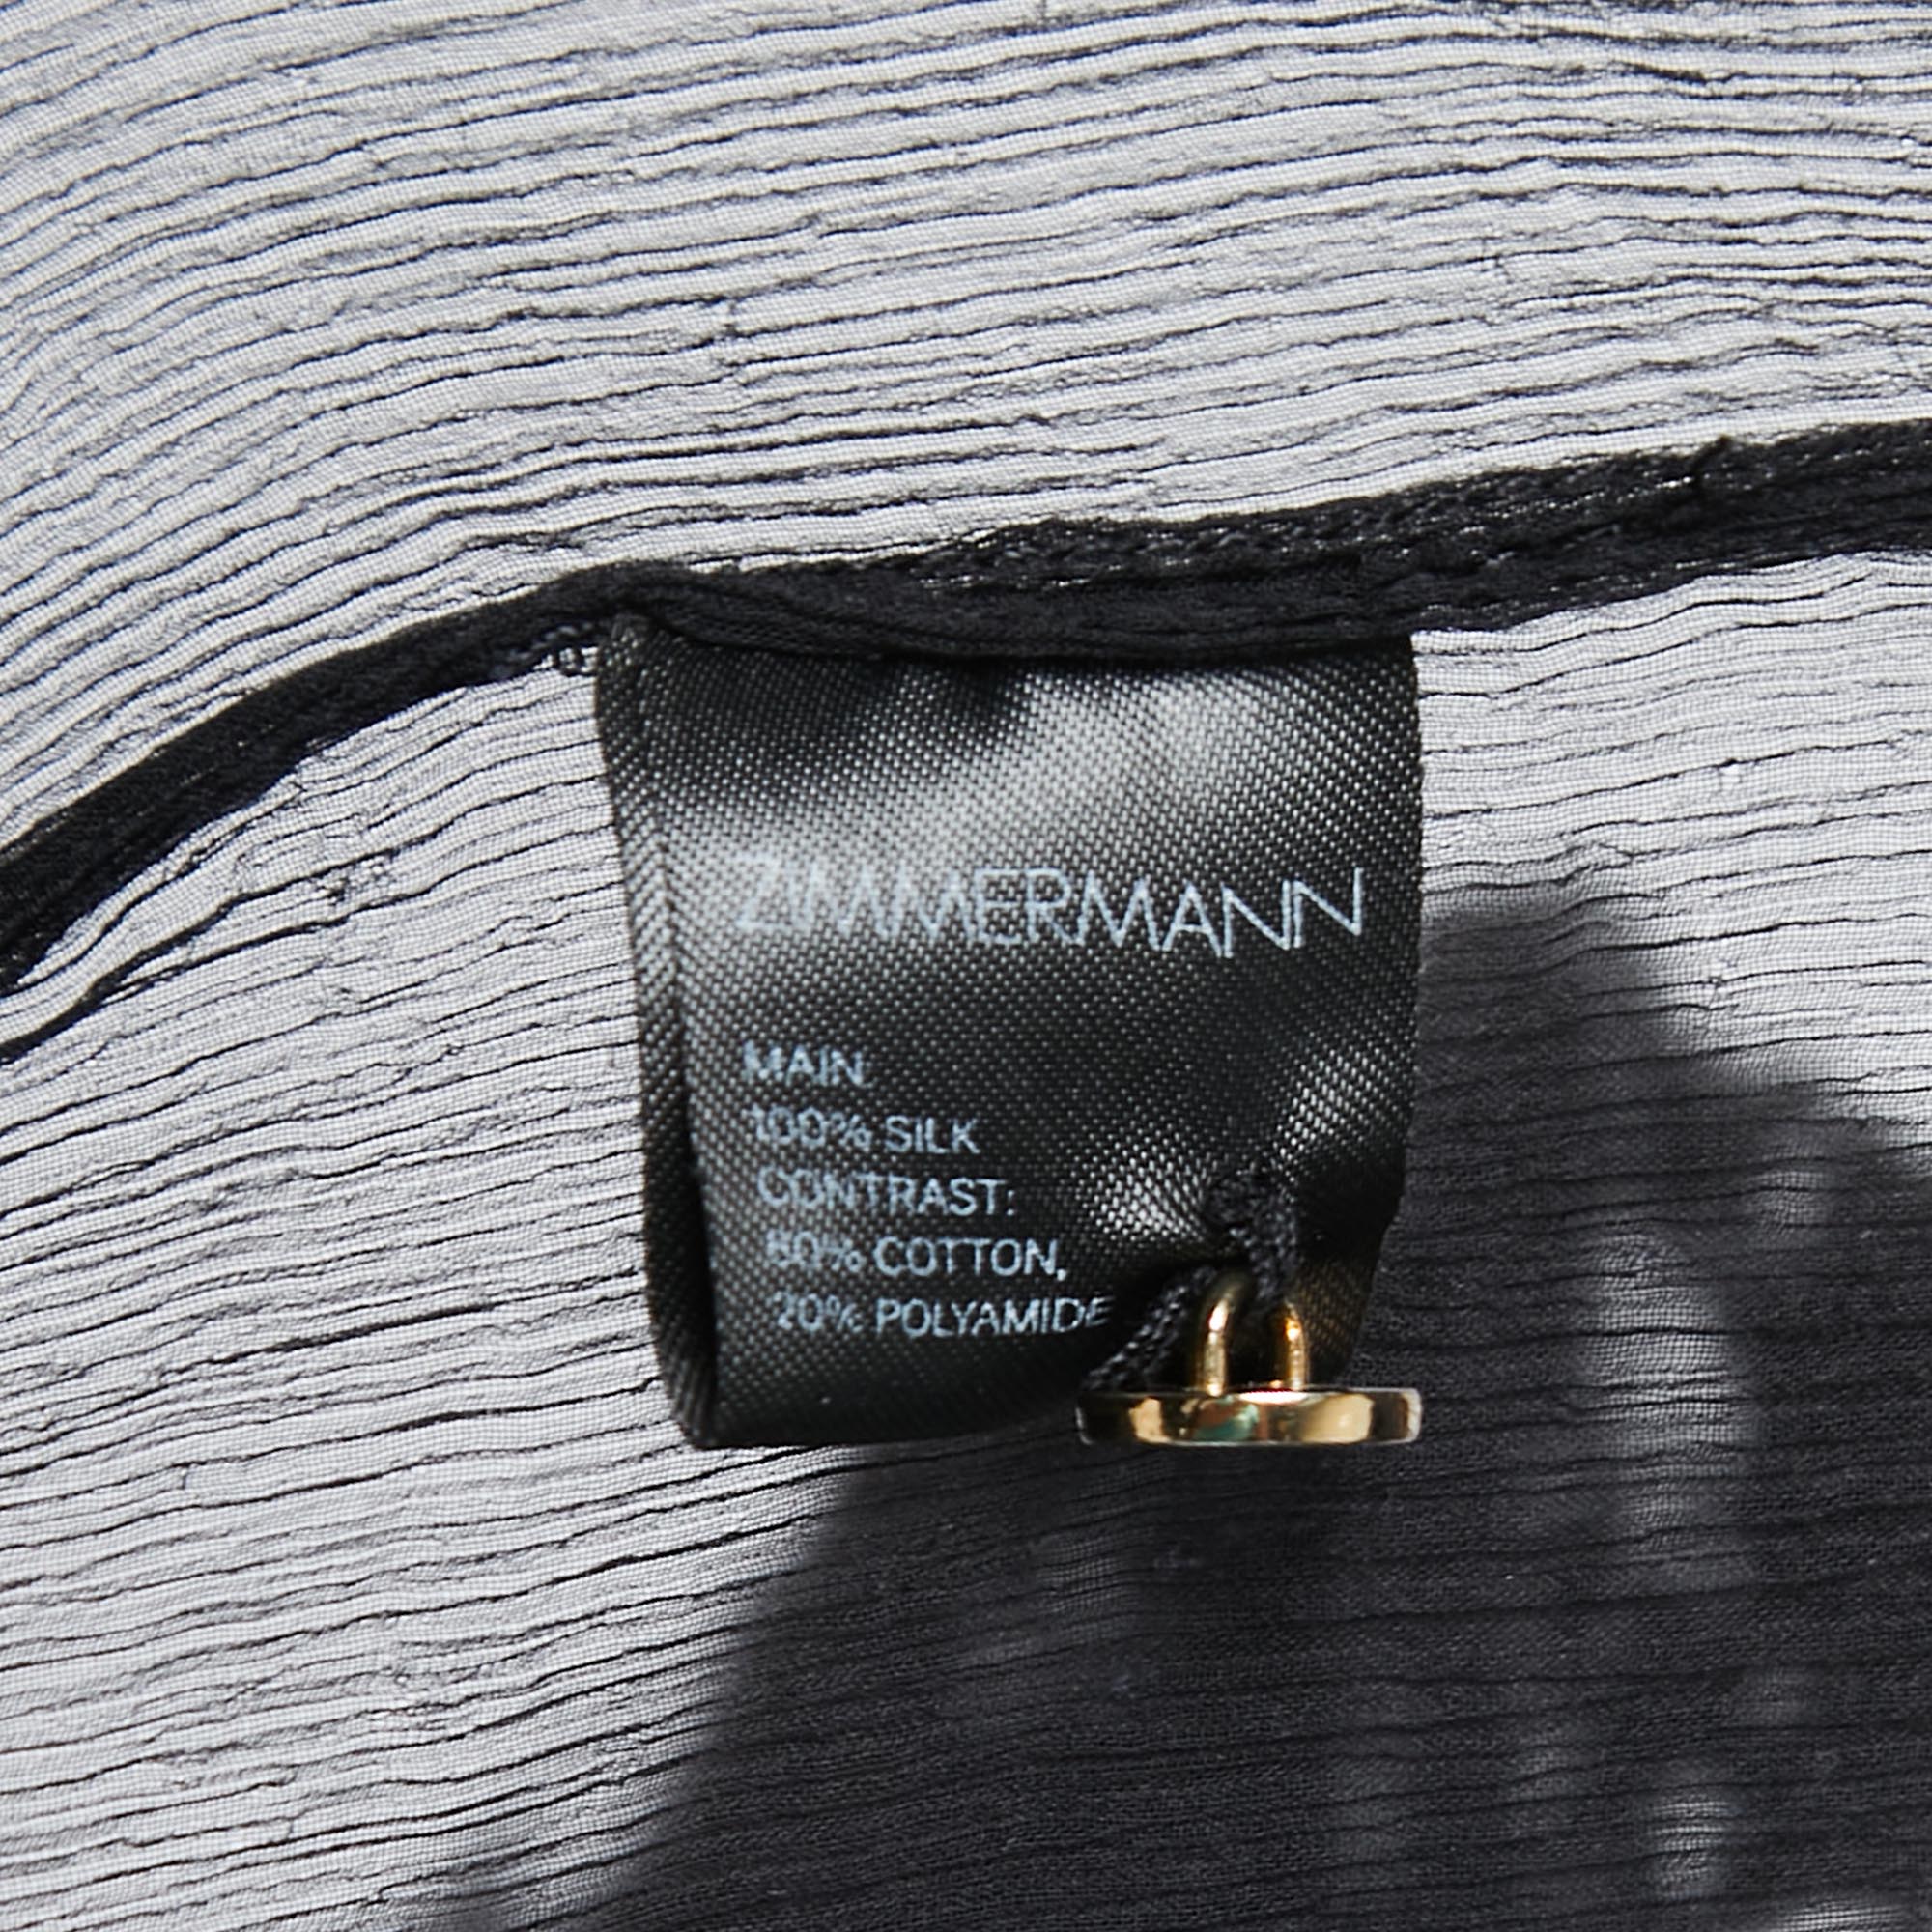 ZIMMERMANN
MAIN
100% SILK
CONTRAST:
80% COTTON,
20% POLYAMIDE